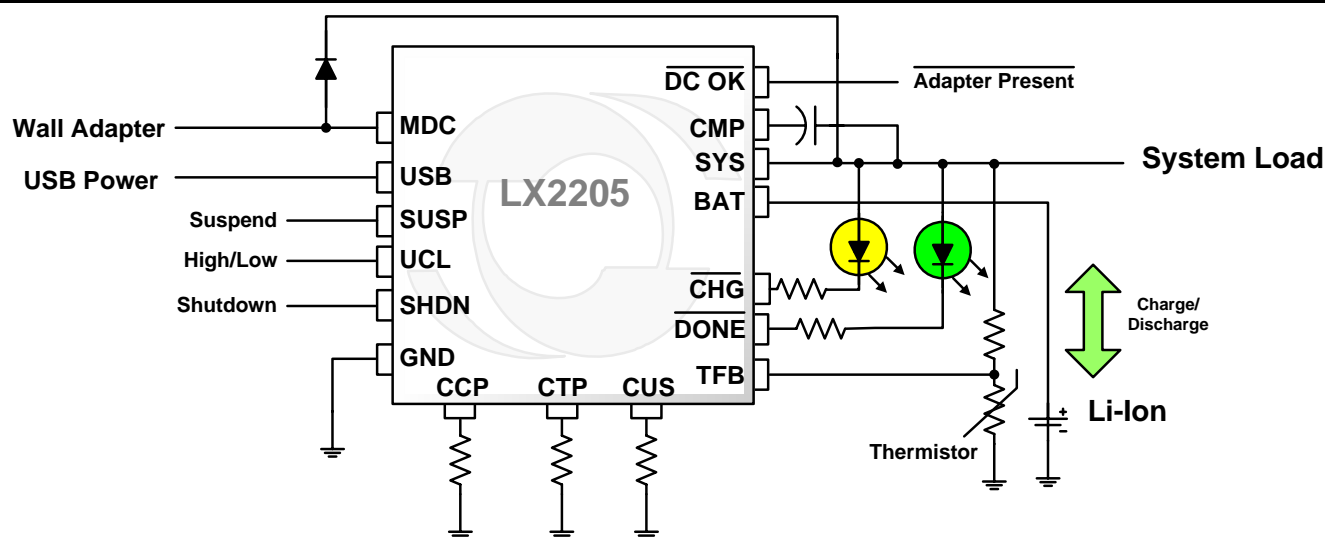 Wall Adapter
USB Power
Suspend
High/Low
Shutdown
MDC
USB
SUSP
UCL
SHDN
GND
LX2205
CCP
CTP
CUS
DC OK
CMP
SYS
BAT
CHG
DONE
TFB
Adapter Present
System Load
Charge/
Discharge
+
-
Li-Ion
Thermistor